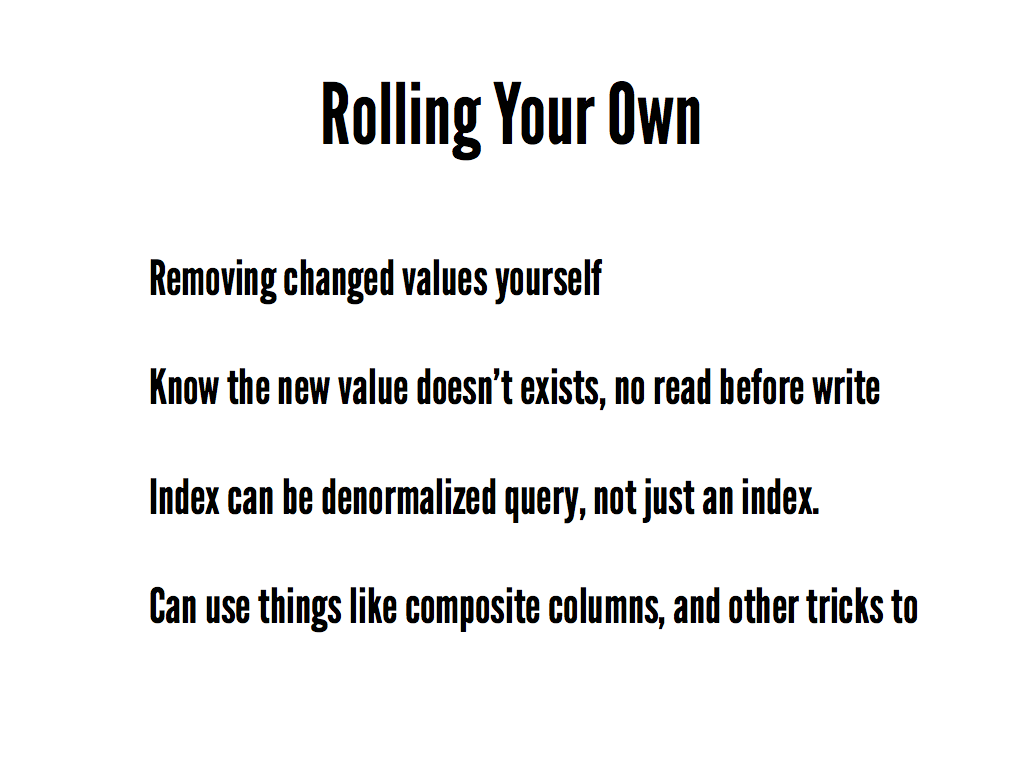 Rolling Your Own
Removing changed values yourself
Know the new value doesn’t exists, no read before write
Index can be denormalized query, not just an index.
Can use things like composite columns, and other tricks to